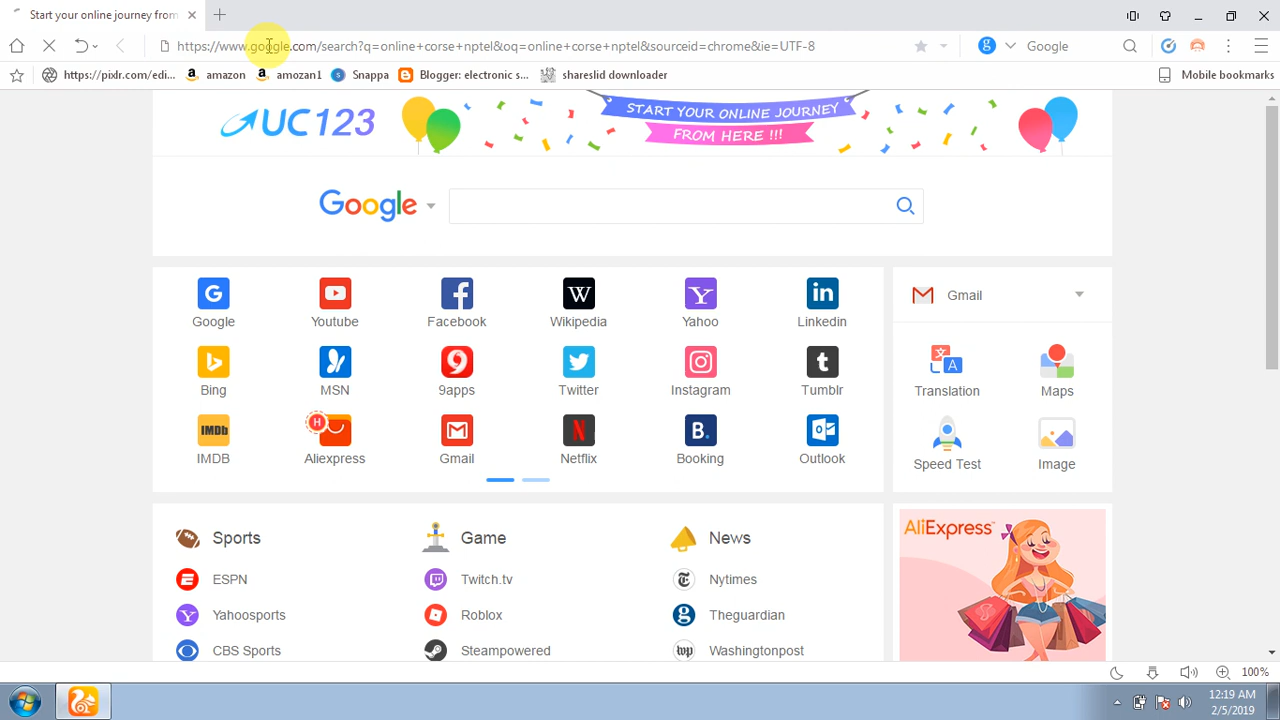 Start your online journey from
https://www.google.com/search?q=online+corse+nptel&oq=online+corse+nptel&sourceid=chrome&ie=UTF-8
g
Google
https://pixlr.com/edi...
amazon
amozan1
Snappa
Blogger: electronic s...
shareslid downloader
Mobile bookmarks
UC123
START YOUR ONLINE JOURNEY
FROM HERE !!!
Google
Google
Youtube
Facebook
Wikipedia
Yahoo
Linkedin
Gmail
Bing
MSN
9apps
Twitter
Instagram
Tumblr
Translation
Maps
IMDb
H
B.
IMDB
Aliexpress
Gmail
Netflix
Booking
Outlook
Speed Test
Image
Sports
Game
News
AliExpress™
ESPN
Twitch.tv
Nytimes
Yahoosports
Roblox
Theguardian
CBS Sports
Steampowered
Washingtonpost
100%
12:19 AM
2/5/2019